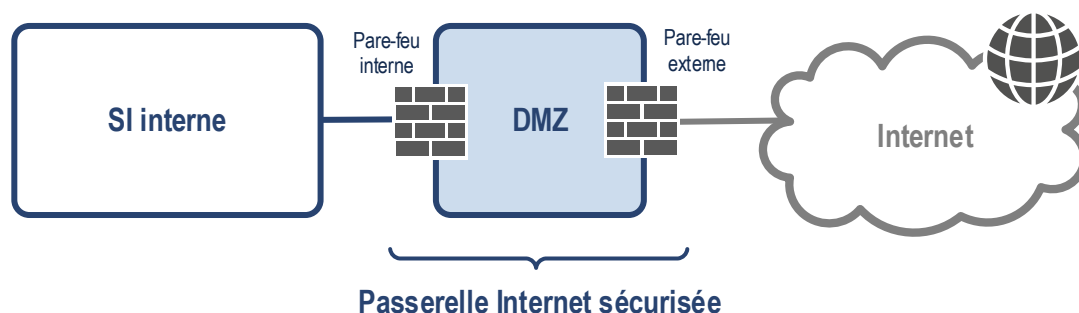 SI interne
Pare-feu
interne
DMZ
Pare-feu
externe
Internet
Passerelle Internet sécurisée